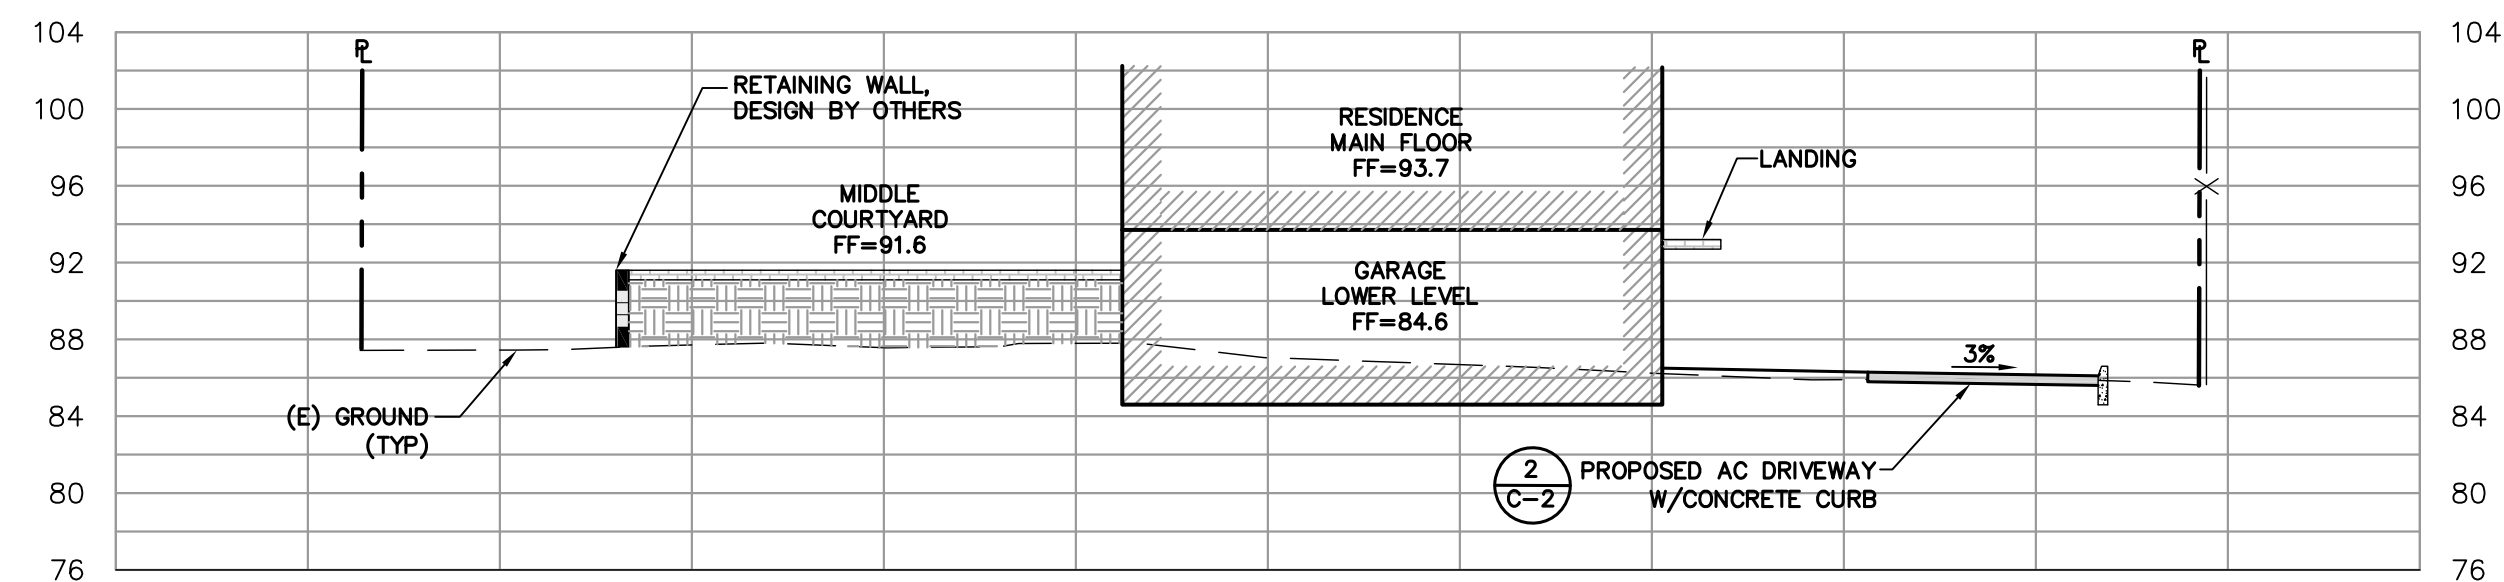 104
100
96
92
88
84
80
76
PL
RETAINING WALL,
DESIGN BY OTHERS
MIDDLE
COURTYARD
FF=91.6
(E) GROUND
(TYP)
RESIDENCE
MAIN FLOOR
FF=93.7
GARAGE
LOWER LEVEL
FF=84.6
LANDING
3%
2
C-2
PROPOSED AC DRIVEWAY
W/CONCRETE CURB
PL
104
100
96
92
88
84
80
76